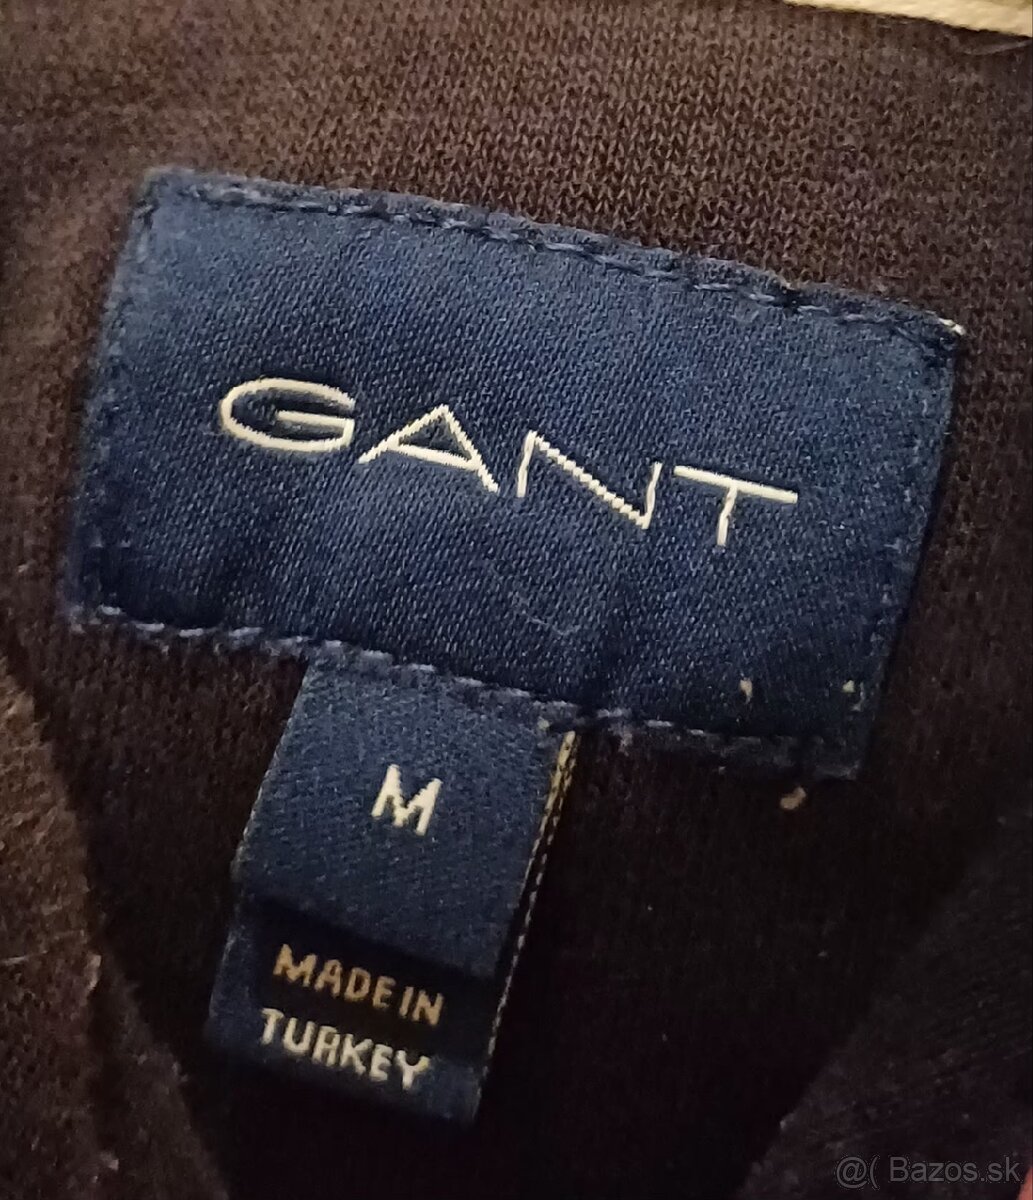 GANT
M
MADE IN
TURKEY
@( Bazos.sk